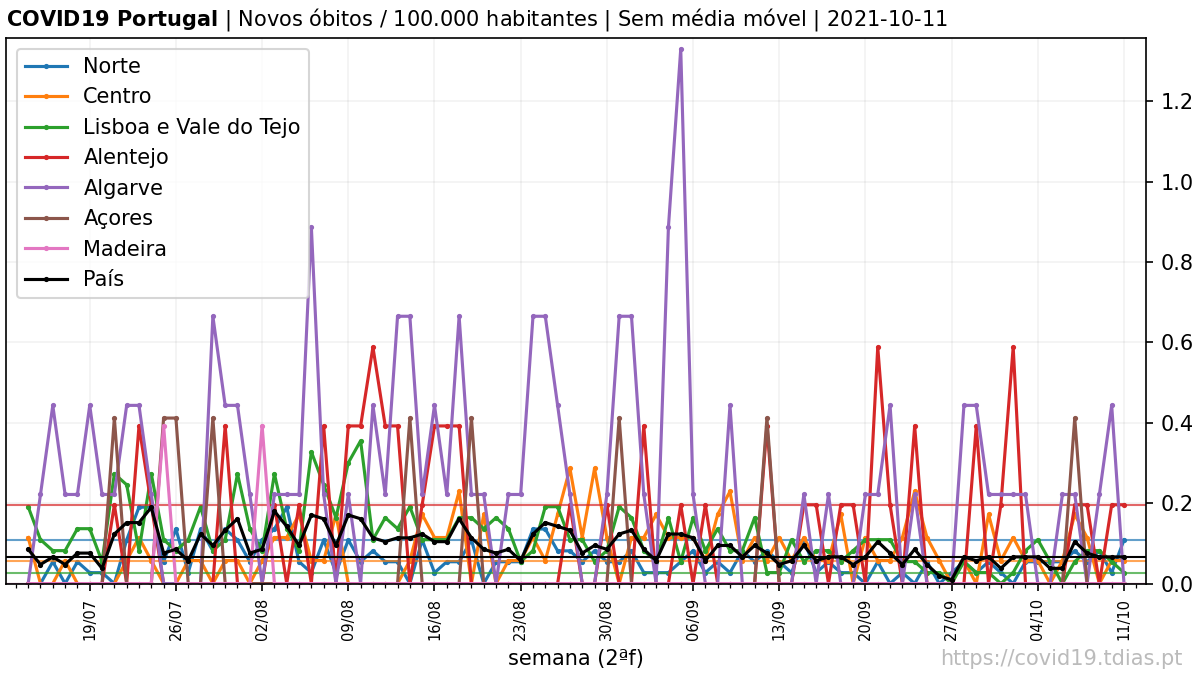 COVID19 Portugal | Novos óbitos / 100.000 habitantes | Sem média móvel | 2021-10-11
Norte
Centro
Lisboa e Vale do Tejo
Alentejo
Algarve
Açores
Madeira
País
1.2
1.0
0.8
0.6
0.4
0.2
0.0
19/07
26/07
02/08
09/08
16/08
23/08
30/08
06/09
13/09
20/09
27/09
04/10
11/10
semana (2ªf)
https://covid19.tdias.pt